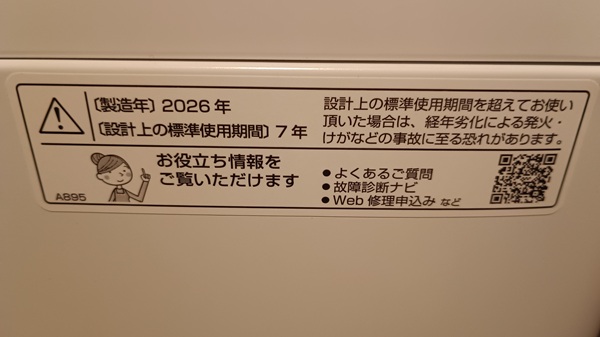 〔製造年〕2026年
〔設計上の標準使用期間〕7年
設計上の標準使用期間を超えてお使い
頂いた場合は、経年劣化による発火・
けがなどの事故に至る恐れがあります。
お役立ち情報を
ご覧いただけます
● よくあるご質問
● 故障診断ナビ
● Web 修理申込み など
A895